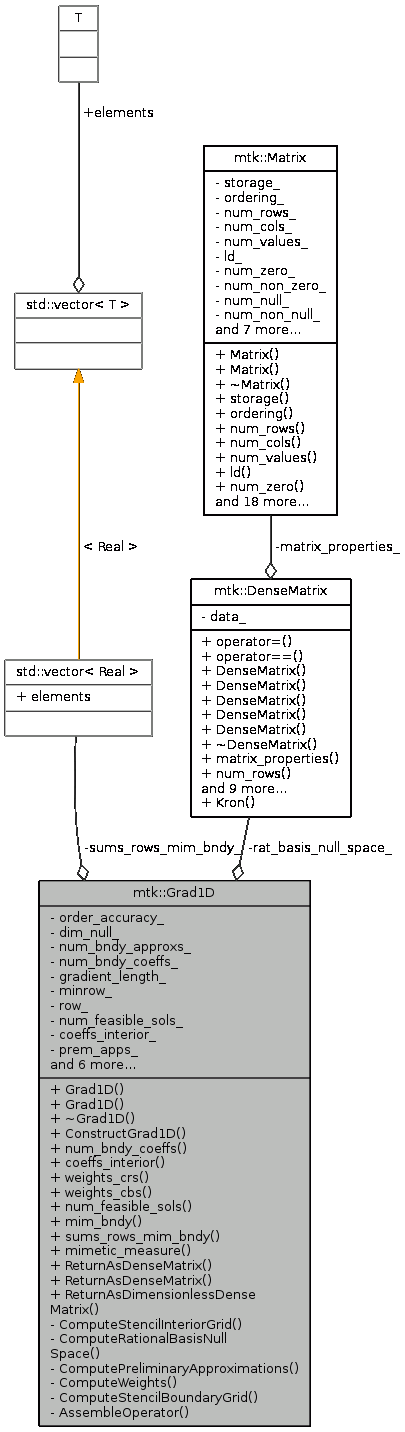 T
+elements
mtk::Matrix
- storage_
- ordering_
- num_rows_
- num_cols_
- num_values_
- ld_
- num_zero_
- num_non_zero_
- num_null_
- num_non_null_
and 7 more...
+ Matrix()
+ Matrix()
+ ~Matrix()
+ storage()
+ ordering()
+ num_rows()
+ num_cols()
+ num_values()
+ ld()
+ num_zero()
and 18 more...
std::vector< T >
< Real >
-matrix_properties_
mtk::DenseMatrix
- data_
+ operator=()
+ operator==()
+ DenseMatrix()
+ DenseMatrix()
+ DenseMatrix()
+ DenseMatrix()
+ DenseMatrix()
+ ~DenseMatrix()
+ matrix_properties()
+ num_rows()
and 9 more...
+ Kron()
std::vector< Real >
+ elements
-sums_rows_mim_bndy_
-rat_basis_null_space_
mtk::Grad1D
- order_accuracy_
- dim_null_
- num_bndy_approxs_
- num_bndy_coeffs_
- gradient_length_
- minrow_
- row_
- num_feasible_sols_
- coeffs_interior_
- prem_apps_
and 6 more...
+ Grad1D()
+ Grad1D()
+ ~Grad1D()
+ ConstructGrad1D()
+ num_bndy_coeffs()
+ coeffs_interior()
+ weights_crs()
+ weights_cbs()
+ num_feasible_sols()
+ mim_bndy()
+ sums_rows_mim_bndy()
+ mimetic_measure()
+ ReturnAsDenseMatrix()
+ ReturnAsDenseMatrix()
+ ReturnAsDimensionlessDense
Matrix()
- ComputeStencilInteriorGrid()
- ComputeRationalBasisNull
Space()
- ComputePreliminaryApproximations()
- ComputeWeights()
- ComputeStencilBoundaryGrid()
- AssembleOperator()